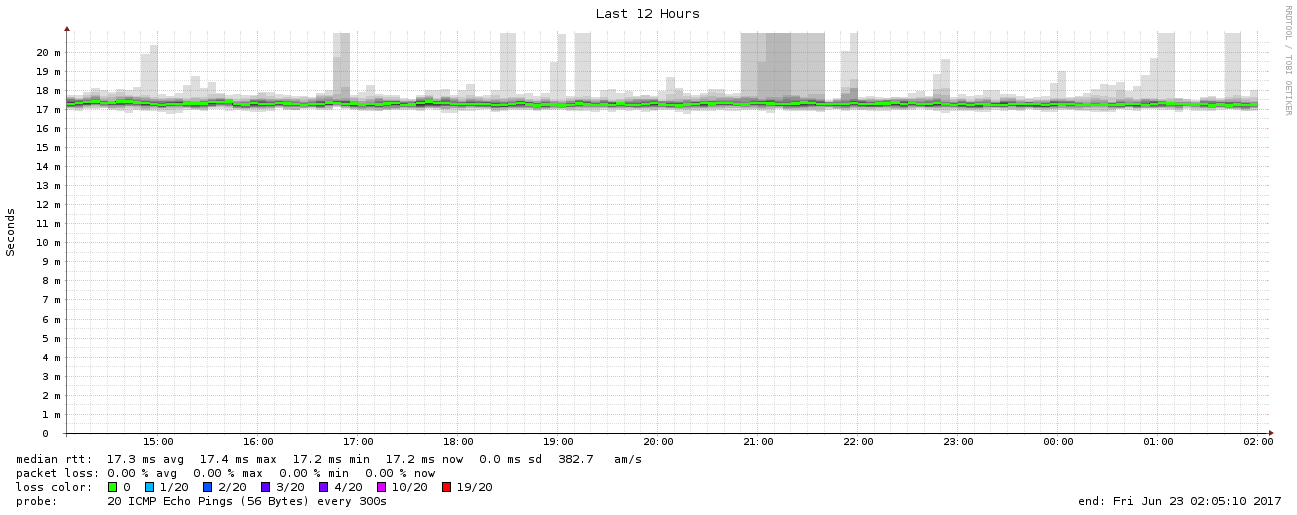 Last 12 Hours
RRDTOOL / TOBI OETIKER
Seconds
20 m
19 m
18 m
17 m
16 m
15 m
14 m
13 m
12 m
11 m
10 m
9 m
8 m
7 m
6 m
5 m
4 m
3 m
2 m
1 m
0
15:00 16:00 17:00 18:00 19:00 20:00 21:00 22:00 23:00 00:00 01:00 02:00
median rtt: 17.3 ms avg 17.4 ms max 17.2 ms min 17.2 ms now 0.0 ms sd 382.7 am/s
packet loss: 0.00 % avg 0.00 % max 0.00 % min 0.00 % now
loss color: 0 1/20 2/20 3/20 4/20 10/20 19/20
probe: 20 ICMP Echo Pings (56 Bytes) every 300s end: Fri Jun 23 02:05:10 2017